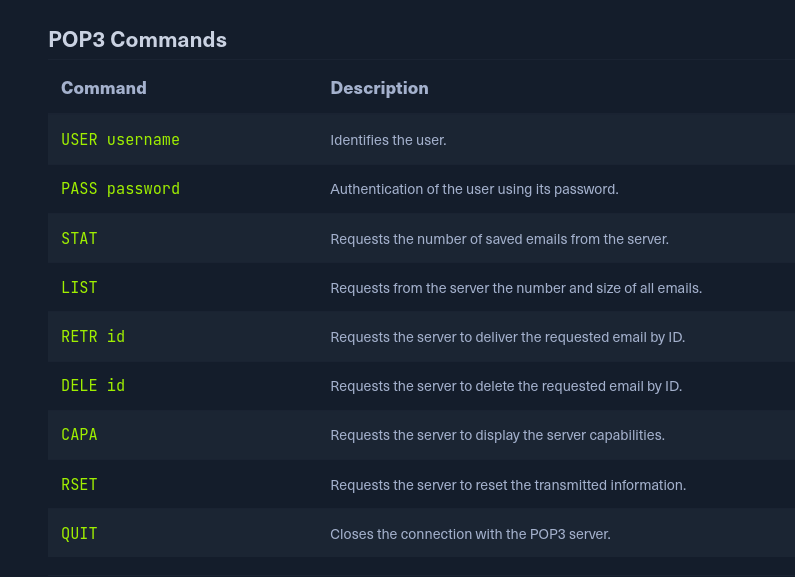 POP3 Commands
Command Description
USER username Identifies the user.
PASS password Authentication of the user using its password.
STAT Requests the number of saved emails from the server.
LIST Requests from the server the number and size of all emails.
RETR id Requests the server to deliver the requested email by ID.
DELE id Requests the server to delete the requested email by ID.
CAPA Requests the server to display the server capabilities.
RSET Requests the server to reset the transmitted information.
QUIT Closes the connection with the POP3 server.